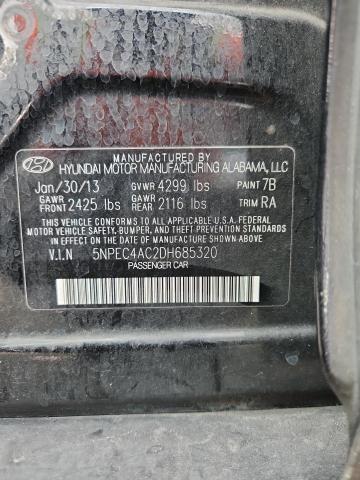 MANUFACTURED BY
HYUNDAI MOTOR MANUFACTURING ALABAMA, LLC
Jan/30/13 GVWR 4299 lbs PAINT 7B
GAWR FRONT 2425 lbs GAWR REAR 2116 lbs TRIM RA
THIS VEHICLE CONFORMS TO ALL APPLICABLE U.S.A. FEDERAL
MOTOR VEHICLE SAFETY, BUMPER, AND THEFT PREVENTION STANDARDS
IN EFFECT ON THE DATE OF MANUFACTURE SHOWN ABOVE.
V.I.N 5NPEC4AC2DH685320
PASSENGER CAR